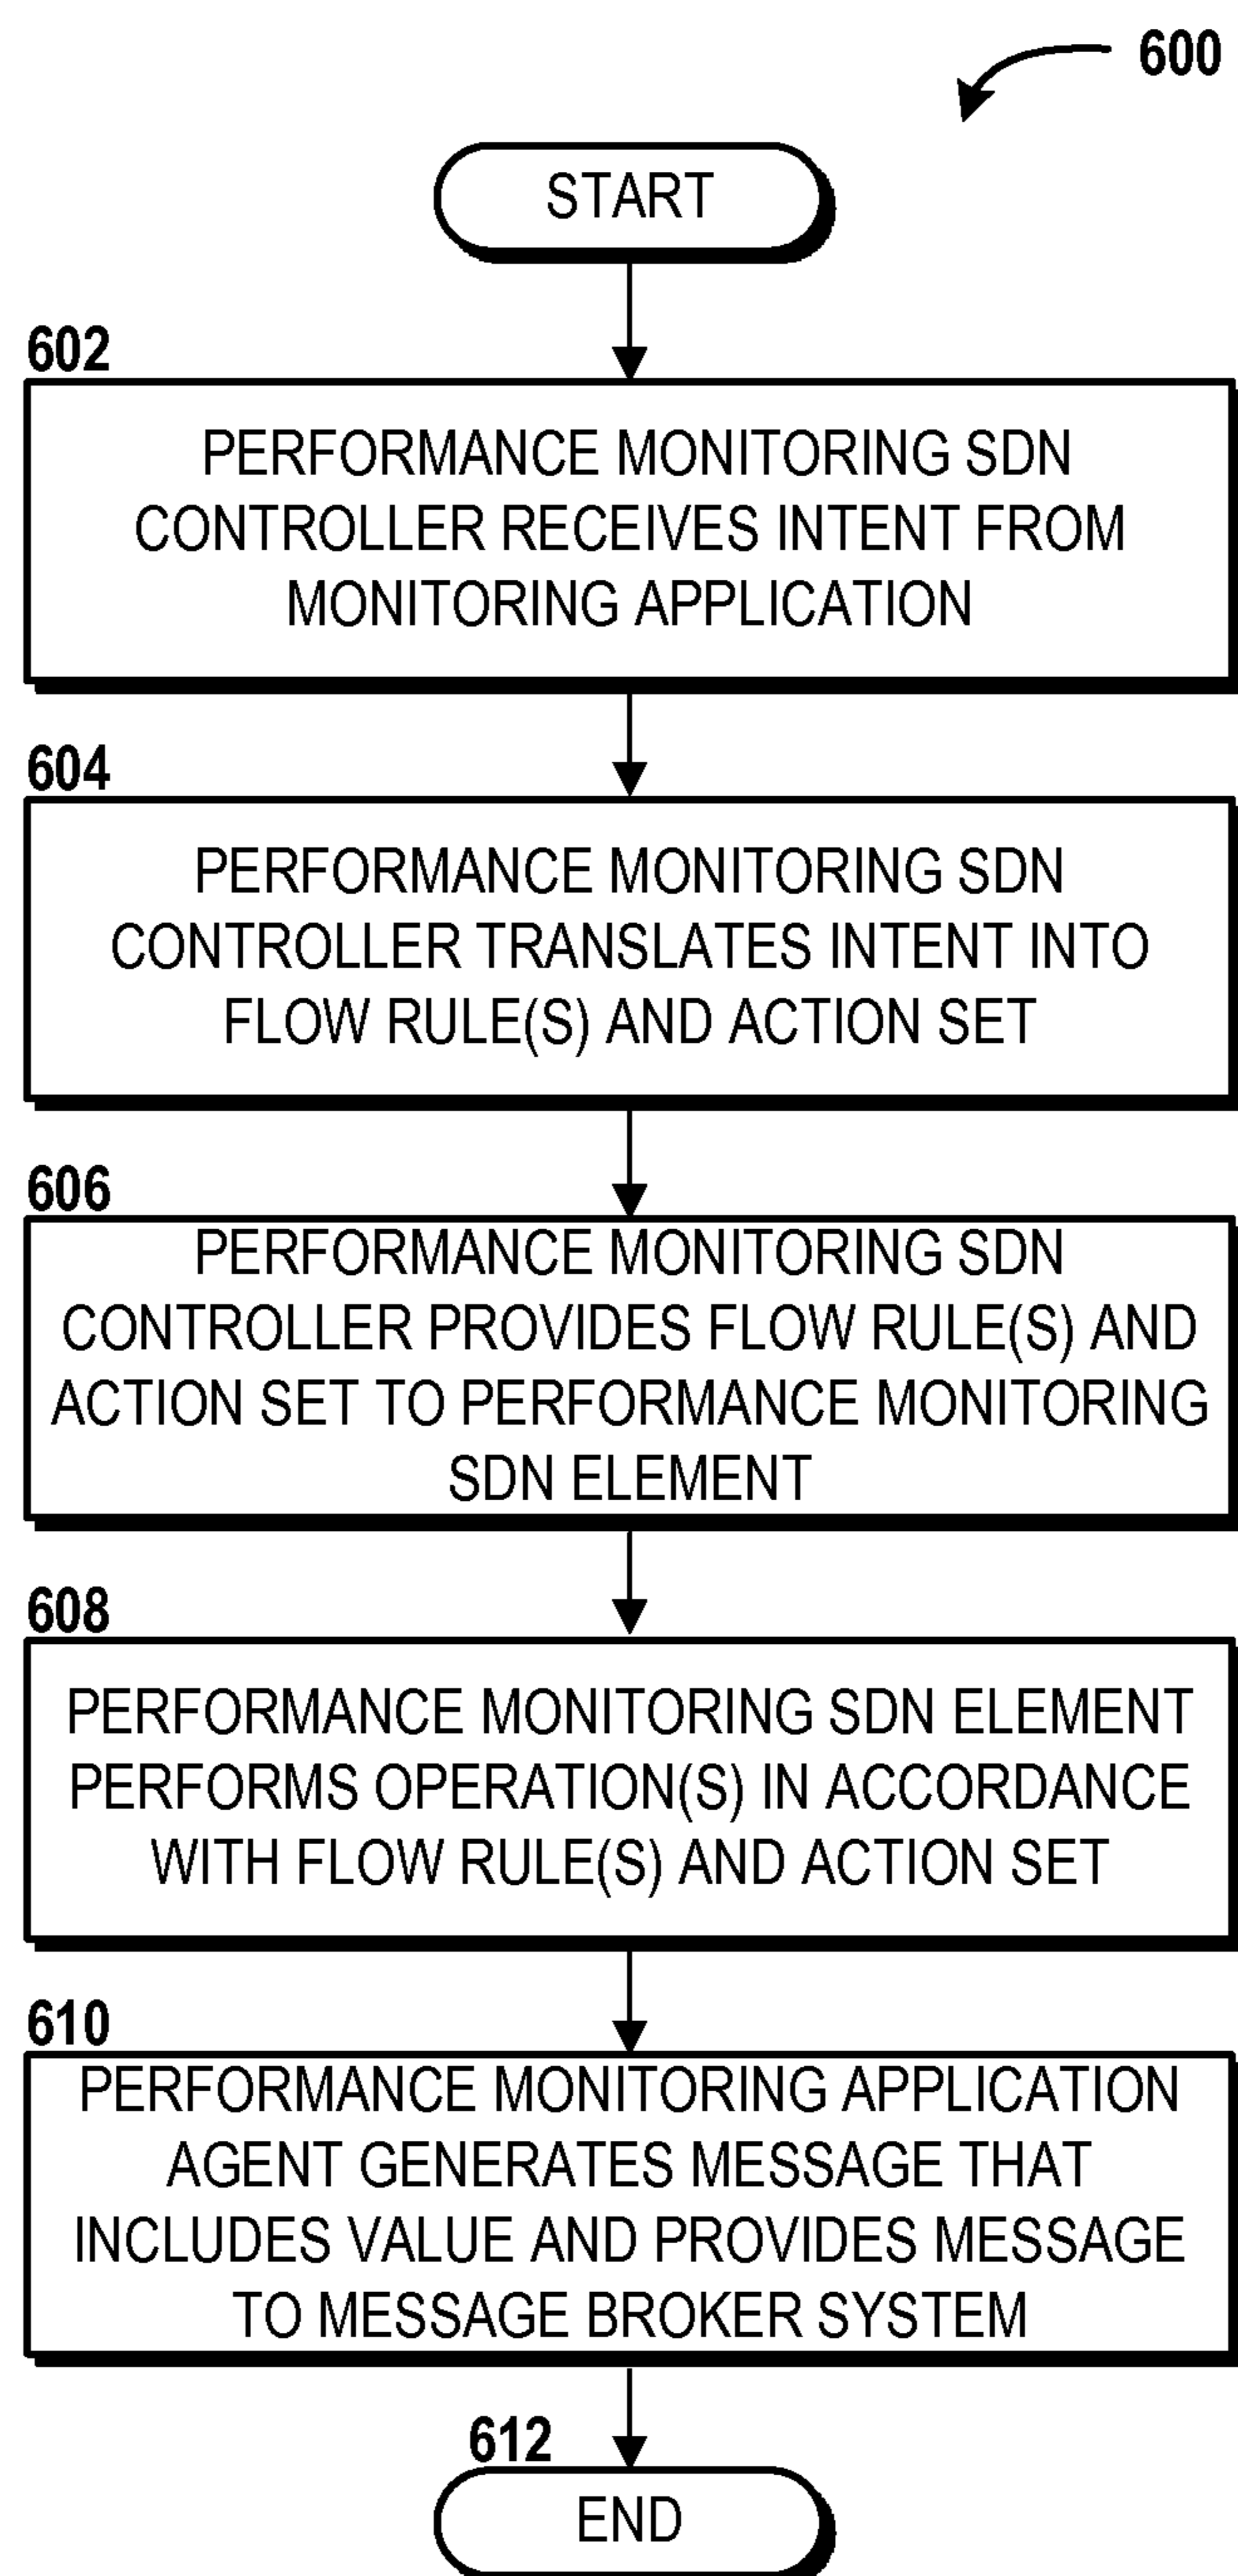 600
START
602
PERFORMANCE MONITORING SDN
CONTROLLER RECEIVES INTENT FROM
MONITORING APPLICATION
604
PERFORMANCE MONITORING SDN
CONTROLLER TRANSLATES INTENT INTO
FLOW RULE(S) AND ACTION SET
606
PERFORMANCE MONITORING SDN
CONTROLLER PROVIDES FLOW RULE(S) AND
ACTION SET TO PERFORMANCE MONITORING
SDN ELEMENT
608
PERFORMANCE MONITORING SDN ELEMENT
PERFORMS OPERATION(S) IN ACCORDANCE
WITH FLOW RULE(S) AND ACTION SET
610
PERFORMANCE MONITORING APPLICATION
AGENT GENERATES MESSAGE THAT
INCLUDES VALUE AND PROVIDES MESSAGE
TO MESSAGE BROKER SYSTEM
612
END